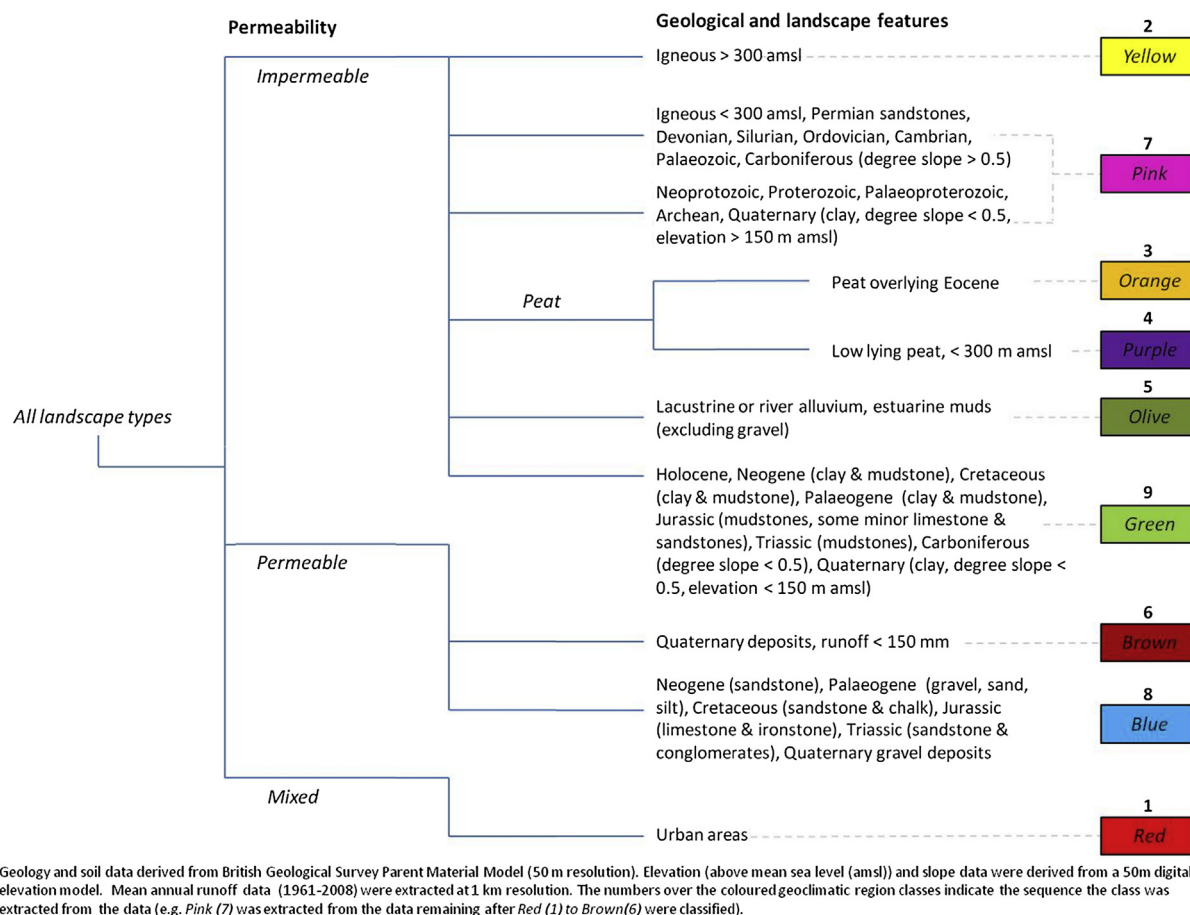 Permeability
Geological and landscape features
2
Impermeable
Igneous > 300 amsl
Yellow
Igneous < 300 amsl, Permian sandstones,
Devonian, Silurian, Ordovician, Cambrian,
Palaeozoic, Carboniferous (degree slope > 0.5)
7
Pink
Neoprotozoic, Proterozoic, Palaeoproterozoic,
Archean, Quaternary (clay, degree slope < 0.5,
elevation > 150 m amsl)
3
Peat
Peat overlying Eocene
Orange
4
Low lying peat, < 300 m amsl
Purple
5
All landscape types
Lacustrine or river alluvium, estuarine muds
(excluding gravel)
Olive
Holocene, Neogene (clay & mudstone), Cretaceous
(clay & mudstone), Palaeogene (clay & mudstone),
Jurassic (mudstones, some minor limestone &
sandstones), Triassic (mudstones), Carboniferous
(degree slope < 0.5), Quaternary (clay, degree slope <
0.5, elevation < 150 m amsl)
9
Green
Permeable
6
Quaternary deposits, runoff < 150 mm
Brown
Neogene (sandstone), Palaeogene (gravel, sand,
silt), Cretaceous (sandstone & chalk), Jurassic
(limestone & ironstone), Triassic (sandstone &
conglomerates), Quaternary gravel deposits
8
Blue
Mixed
1
Urban areas
Red
Geology and soil data derived from British Geological Survey Parent Material Model (50 m resolution). Elevation (above mean sea level (amsl)) and slope data were derived from a 50m digital
elevation model. Mean annual runoff data (1961-2008) were extracted at 1 km resolution. The numbers over the coloured geoclimatic region classes indicate the sequence the class was
extracted from the data (e.g. Pink (7) was extracted from the data remaining after Red (1) to Brown(6) were classified).